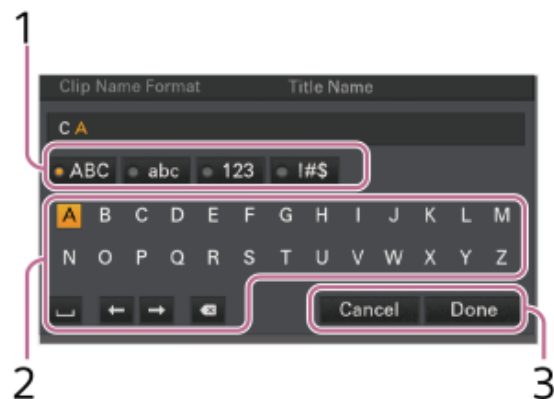 1
Clip Name Format Title Name
C A
ABC abc 123 !#$
A B C D E F G H I J K L M
N O P Q R S T U V W X Y Z
Cancel Done
2 3